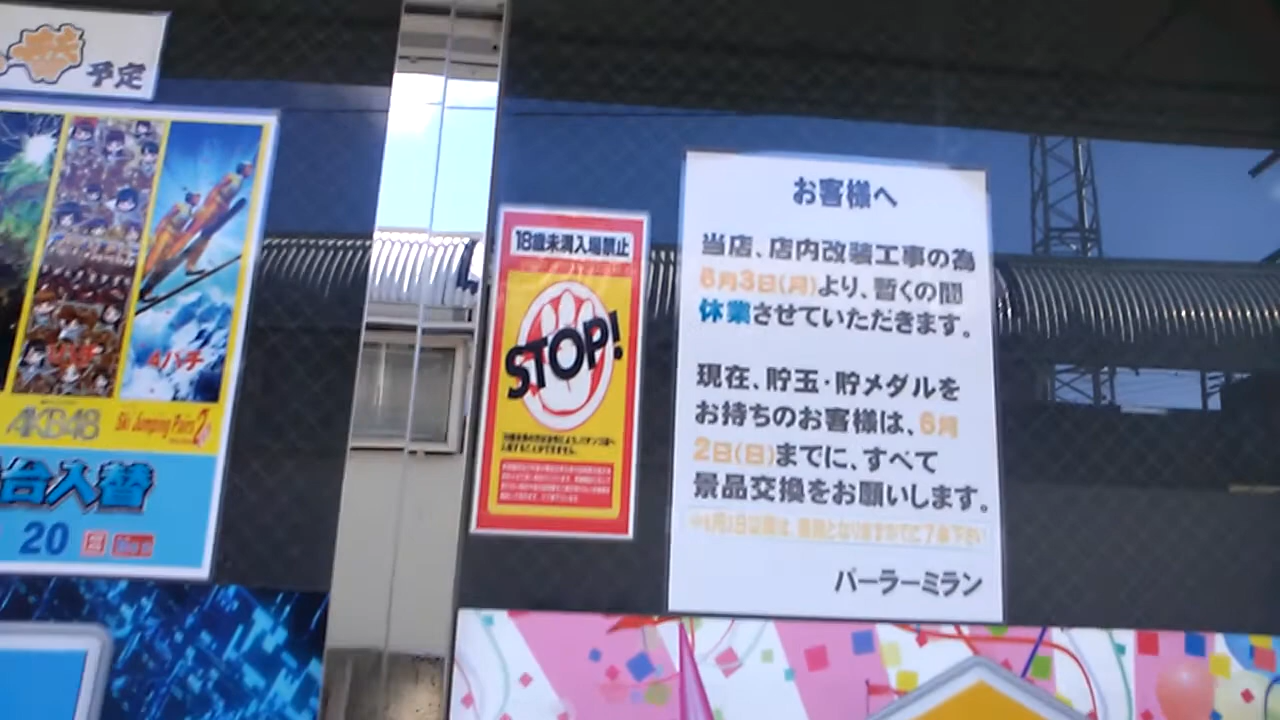 予定
4パチ
AKB48
Ski Jumping Pairs 2
台入替
20 日
18歳未満入場禁止
STOP!
お客様へ
当店、店内改装工事の為
6月3日(月)より、暫くの間
休業させていただきます。
現在、貯玉・貯メダルを
お持ちのお客様は、6月
2日(日)までに、すべて
景品交換をお願いします。
パーラーミラン